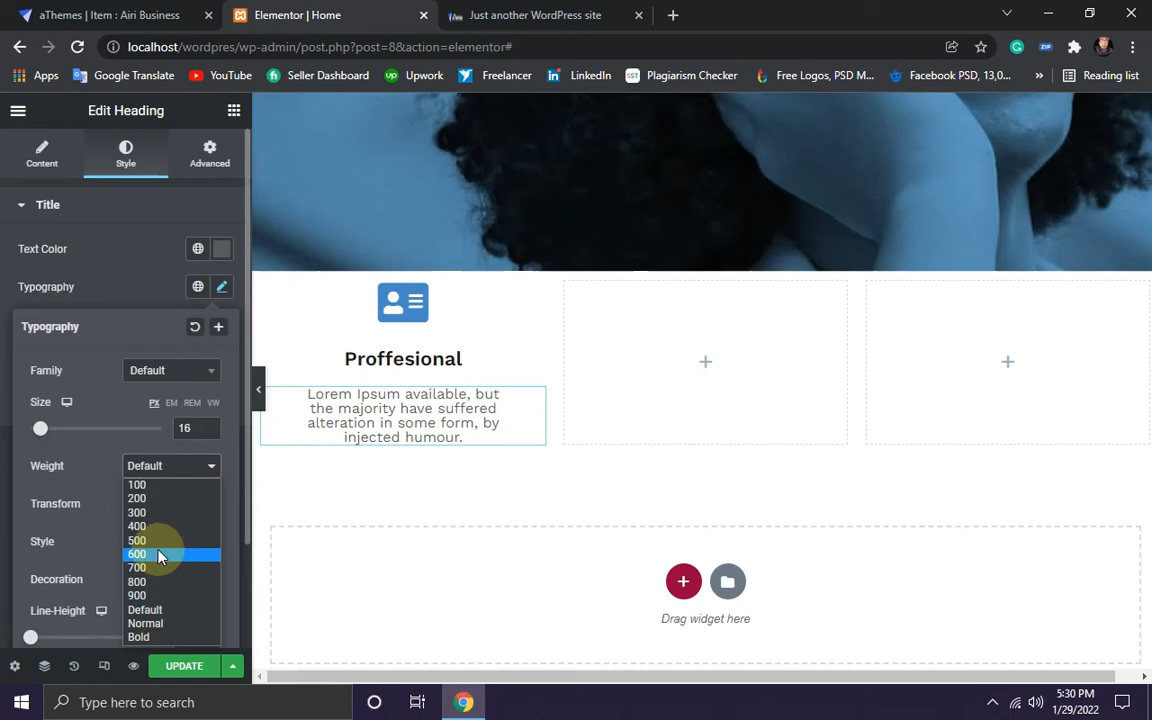 aThemes | Item : Airi Business
Elementor | Home
Just another WordPress site
localhost/wordpres/wp-admin/post.php?post=8&action=elementor#
Apps
Google Translate
YouTube
Seller Dashboard
Upwork
Freelancer
LinkedIn
SST
Plagiarism Checker
Free Logos, PSD M...
Facebook PSD, 13,0...
»
Reading list
ZIP
Edit Heading
Content
Style
Advanced
Title
Text Color
Typography
Typography
Family
Default
Size
PX
EM
REM
VW
16
Weight
Default
100
200
300
400
500
600
700
800
900
Default
Normal
Bold
Transform
Style
Decoration
Line-Height
UPDATE
Proffesional
Lorem Ipsum available, but
the majority have suffered
alteration in some form, by
injected humour.
Drag widget here
Type here to search
5:30 PM
1/29/2022